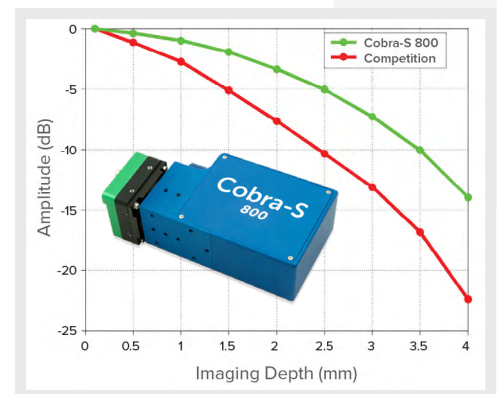 0
-5
-10
-15
-20
-25
Amplitude (dB)
Cobra-S 800
Competition
Cobra-S
800
0 0.5 1 1.5 2 2.5 3 3.5 4
Imaging Depth (mm)